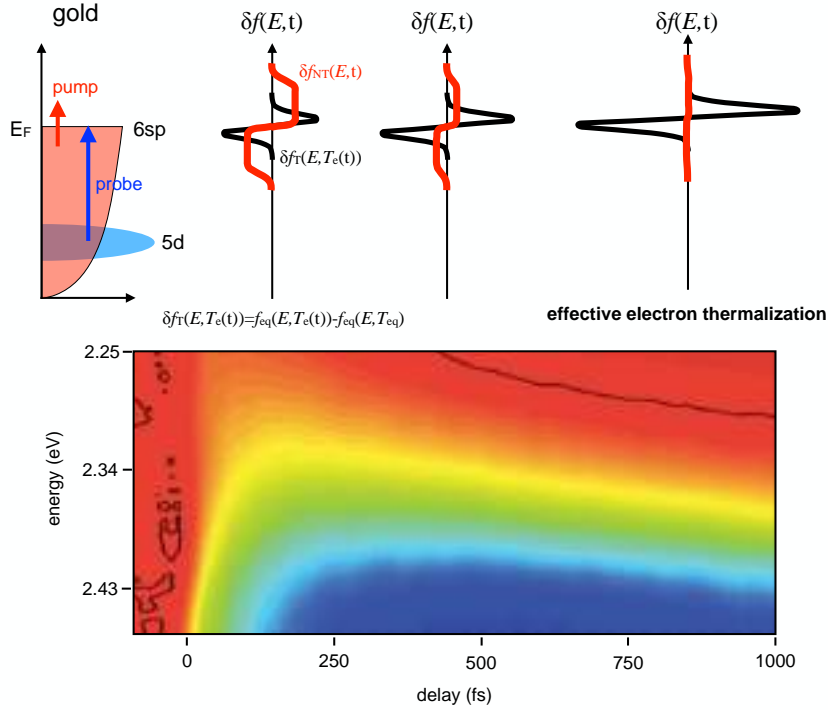 gold
δf(E,t)
δf(E,t)
δf(E,t)
pump
δfNT(E,t)
EF
6sp
δfT(E,Te(t))
probe
5d
δfT(E,Te(t))=feq(E,Te(t))-feq(E,Teq)
effective electron thermalization
2.25
2.34
2.43
energy (eV)
0
250
500
750
1000
delay (fs)